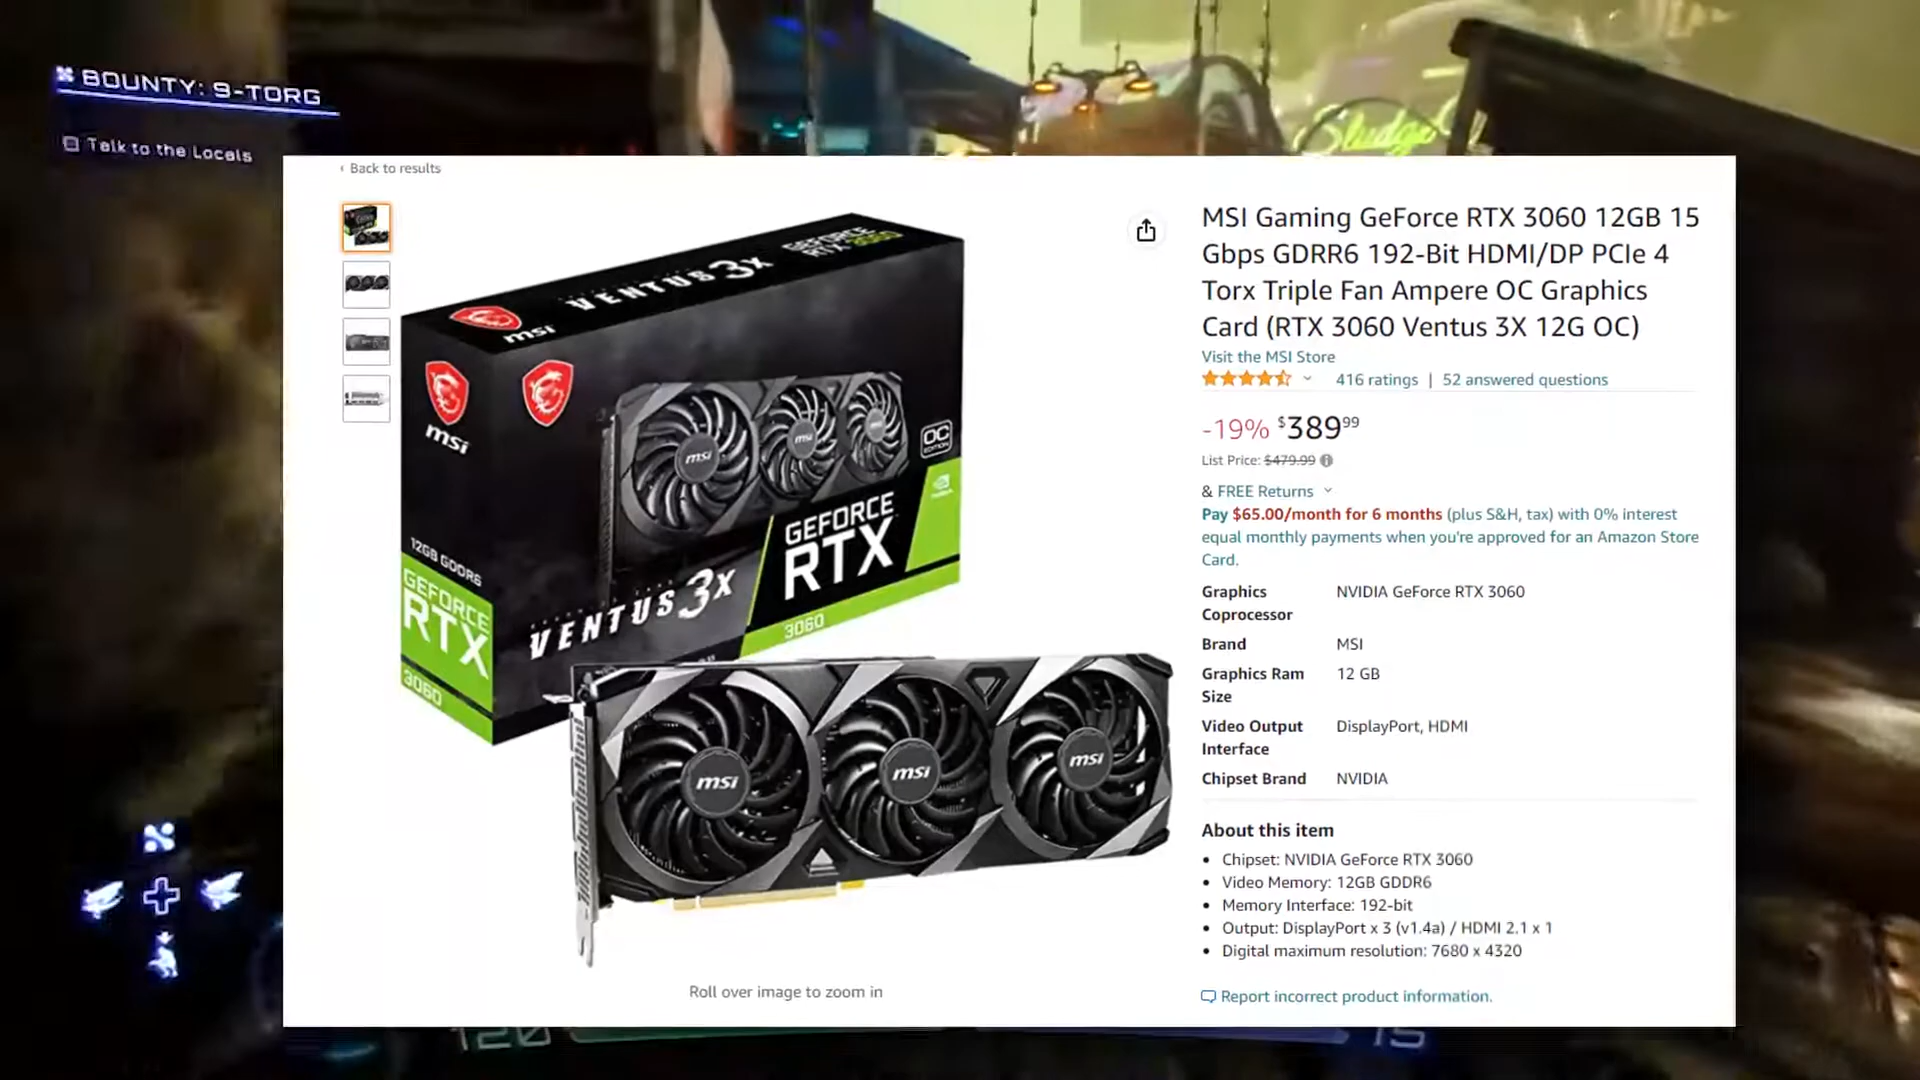 BOUNTY: 9-TORG
Talk to the Locals
Sludge
‹ Back to results
VENTUS 3X
GEFORCE
RTX 3060
msi
msi
OC
EDITION
msi
msi
msi
GEFORCE
RTX
3060
12GB GDDR6
GEFORCE
RTX
3060
VENTUS 3X
msi
msi
msi
Roll over image to zoom in
MSI Gaming GeForce RTX 3060 12GB 15
Gbps GDRR6 192-Bit HDMI/DP PCIe 4
Torx Triple Fan Ampere OC Graphics
Card (RTX 3060 Ventus 3X 12G OC)
Visit the MSI Store
416 ratings | 52 answered questions
-19% $389 99
List Price: $479.99
& FREE Returns
Pay $65.00/month for 6 months (plus S&H, tax) with 0% interest
equal monthly payments when you're approved for an Amazon Store
Card.
Graphics Coprocessor NVIDIA GeForce RTX 3060
Brand MSI
Graphics Ram Size 12 GB
Video Output Interface DisplayPort, HDMI
Chipset Brand NVIDIA
About this item
• Chipset: NVIDIA GeForce RTX 3060
• Video Memory: 12GB GDDR6
• Memory Interface: 192-bit
• Output: DisplayPort x 3 (v1.4a) / HDMI 2.1 x 1
• Digital maximum resolution: 7680 x 4320
Report incorrect product information.
120
15